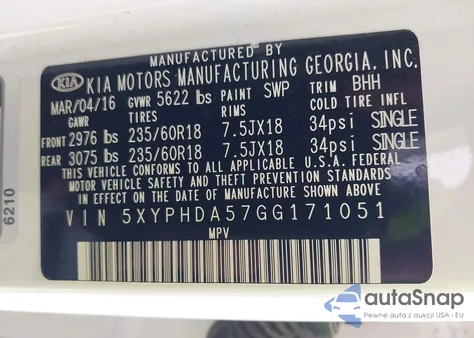 MANUFACTURED BY
KIA KIA MOTORS MANUFACTURING GEORGIA, INC.
MAR/04/16 GVWR 5622 lbs PAINT SWP TRIM BHH
GAWR TIRES RIMS COLD TIRE INFL
FRONT 2976 lbs 235/60R18 7.5JX18 34psi SINGLE
REAR 3075 lbs 235/60R18 7.5JX18 34psi SINGLE
THIS VEHICLE CONFORMS TO ALL APPLICABLE U.S.A. FEDERAL
MOTOR VEHICLE SAFETY, BUMPER, AND THEFT PREVENTION STANDARDS
IN EFFECT ON THE DATE OF MANUFACTURE SHOWN ABOVE.
VIN 5XYPHDA57GG171051
MPV
6210
autaSnap
Pewne auta z aukcji USA i EU